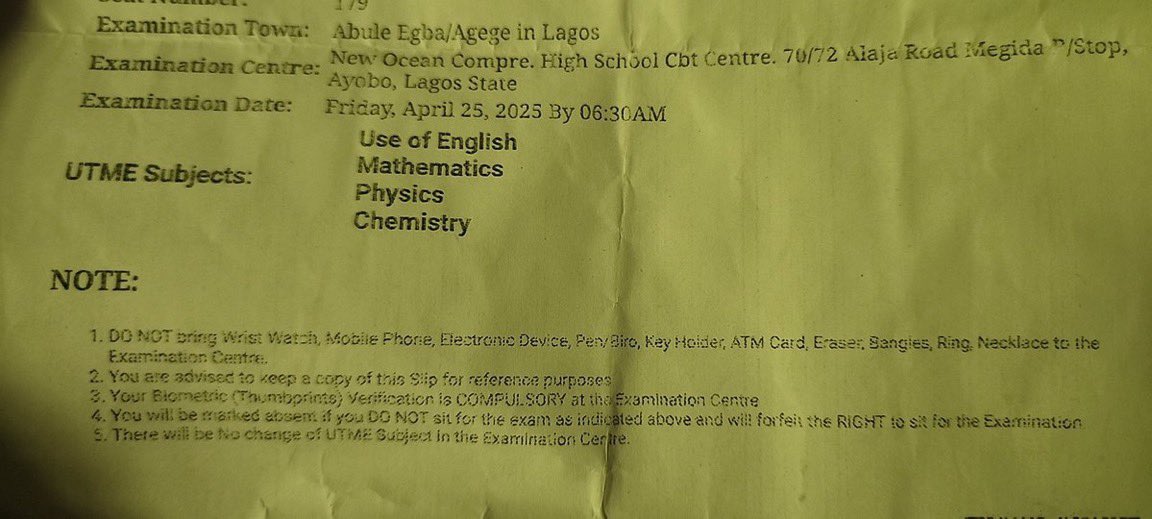 Seat Number: 179
Examination Town: Abule Egba/Agege in Lagos
Examination Centre: New Ocean Compre. High School Cbt Centre. 70/72 Alaja Road Megida B/Stop,
Ayobo, Lagos State
Examination Date: Friday, April 25, 2025 By 06:30AM
UTME Subjects:
Use of English
Mathematics
Physics
Chemistry
NOTE:
1. DO NOT bring Wrist Watch, Mobile Phone, Electronic Device, Pen/Biro, Key Holder, ATM Card, Eraser, Bangles, Ring, Necklace to the
Examination Centre.
2. You are advised to keep a copy of this Slip for reference purposes
3. Your Biometric (Thumbprints) Verification is COMPULSORY at the Examination Centre
4. You will be marked absent if you DO NOT sit for the exam as indicated above and will forfeit the RIGHT to sit for the Examination
5. There will be No change of UTME Subject in the Examination Centre.